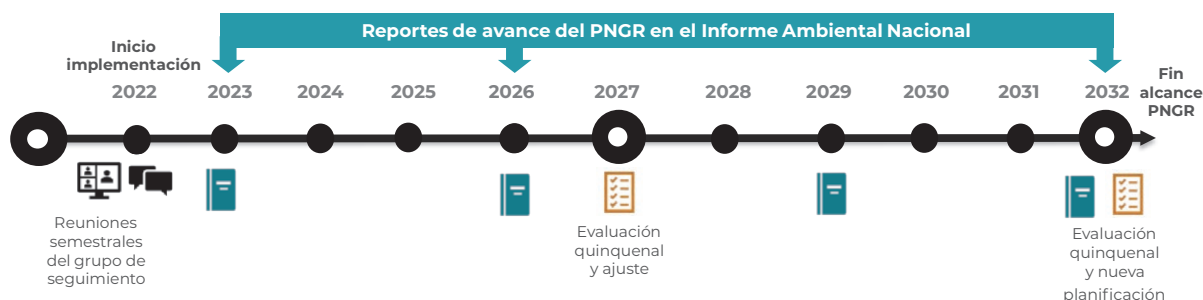 Reportes de avance del PNGR en el Informe Ambiental Nacional
Inicio
implementación
Fin
alcance
PNGR
2022
2023
2024
2025
2026
2027
2028
2029
2030
2031
2032
Reuniones
semestrales
del grupo de
seguimiento
Evaluación
quinquenal
y ajuste
Evaluación
quinquenal
y nueva
planificación